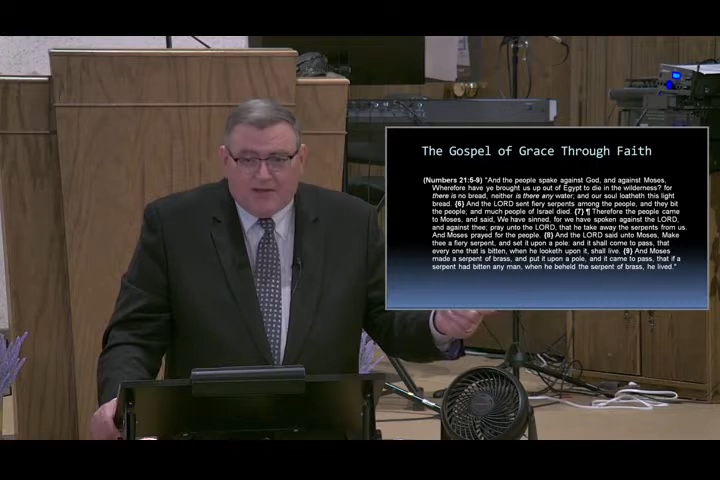 The Gospel of Grace Through Faith
(Numbers 21:5-9) "And the people spake against God, and against Moses,
Wherefore have ye brought us up out of Egypt to die in the wilderness? for
there is no bread, neither is there any water; and our soul loatheth this light
bread. {6} And the LORD sent fiery serpents among the people, and they bit
the people; and much people of Israel died. {7} ¶ Therefore the people came
to Moses, and said, We have sinned, for we have spoken against the LORD,
and against thee; pray unto the LORD, that he take away the serpents from us.
And Moses prayed for the people. {8} And the LORD said unto Moses, Make
thee a fiery serpent, and set it upon a pole: and it shall come to pass, that
every one that is bitten, when he looketh upon it, shall live. {9} And Moses
made a serpent of brass, and put it upon a pole, and it came to pass, that if a
serpent had bitten any man, when he beheld the serpent of brass, he lived."